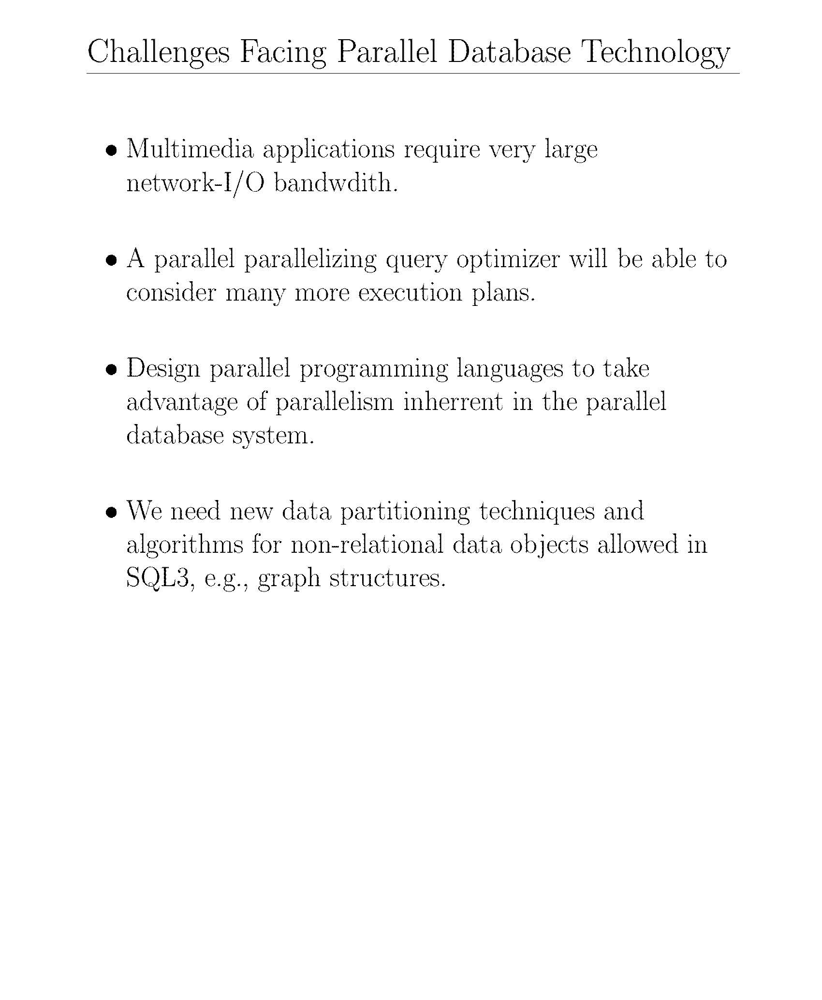 Challenges Facing Parallel Database Technology
• Multimedia applications require very large
network-I/O bandwdith.
• A parallel parallelizing query optimizer will be able to
consider many more execution plans.
• Design parallel programming languages to take
advantage of parallelism inherrent in the parallel
database system.
• We need new data partitioning techniques and
algorithms for non-relational data objects allowed in
SQL3, e.g., graph structures.